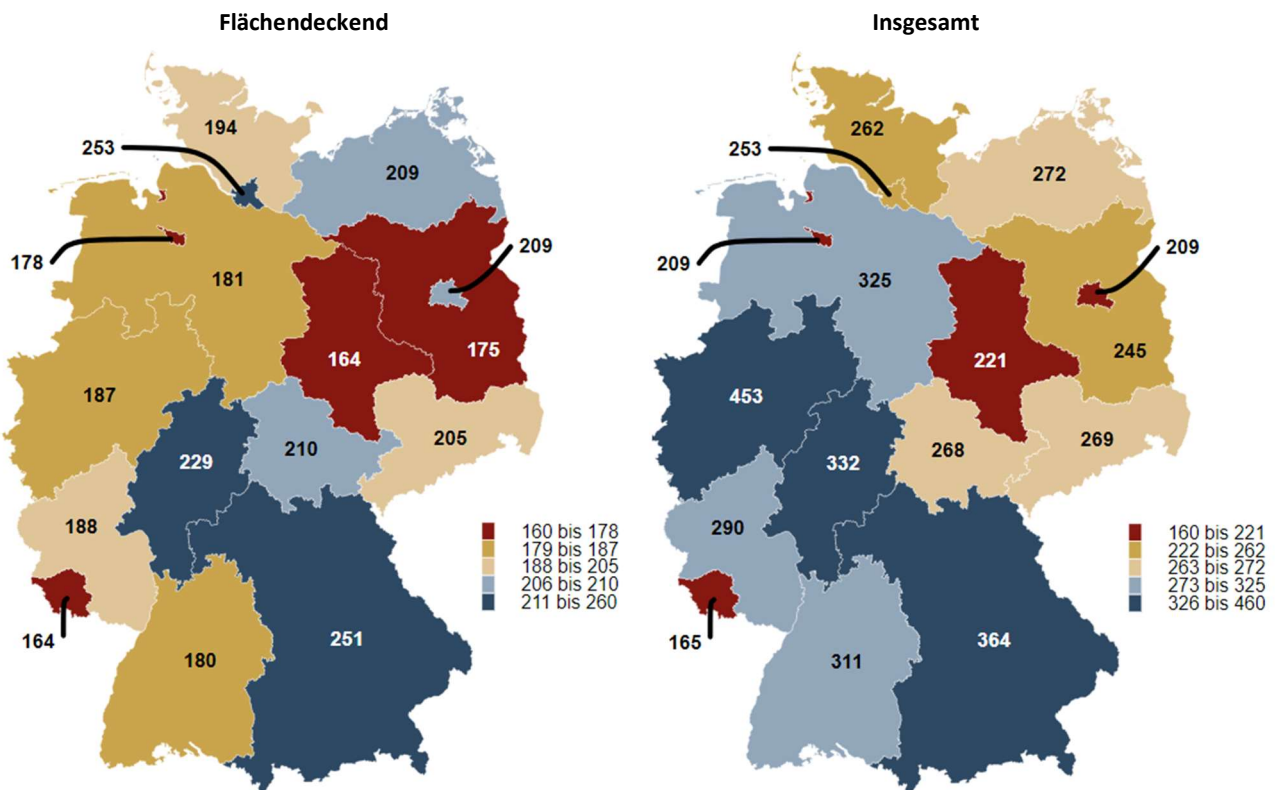 Flächendeckend
194
253
209
178
181
209
164
175
187
205
210
229
188
164
180
251
160 bis 178
179 bis 187
188 bis 205
206 bis 210
211 bis 260
Insgesamt
262
253
272
209
325
209
245
221
453
268
269
332
290
165
311
364
160 bis 221
222 bis 262
263 bis 272
273 bis 325
326 bis 460